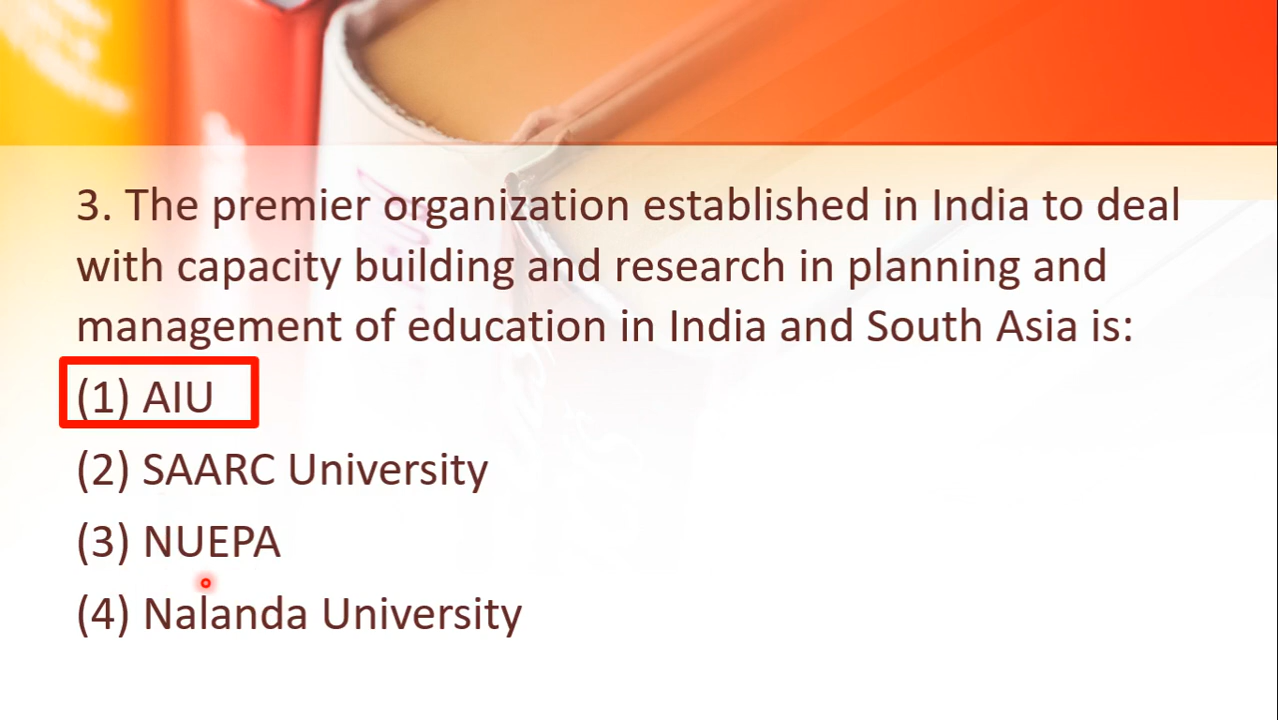 3. The premier organization established in India to deal
with capacity building and research in planning and
management of education in India and South Asia is:
(1) AIU
(2) SAARC University
(3) NUEPA
(4) Nalanda University